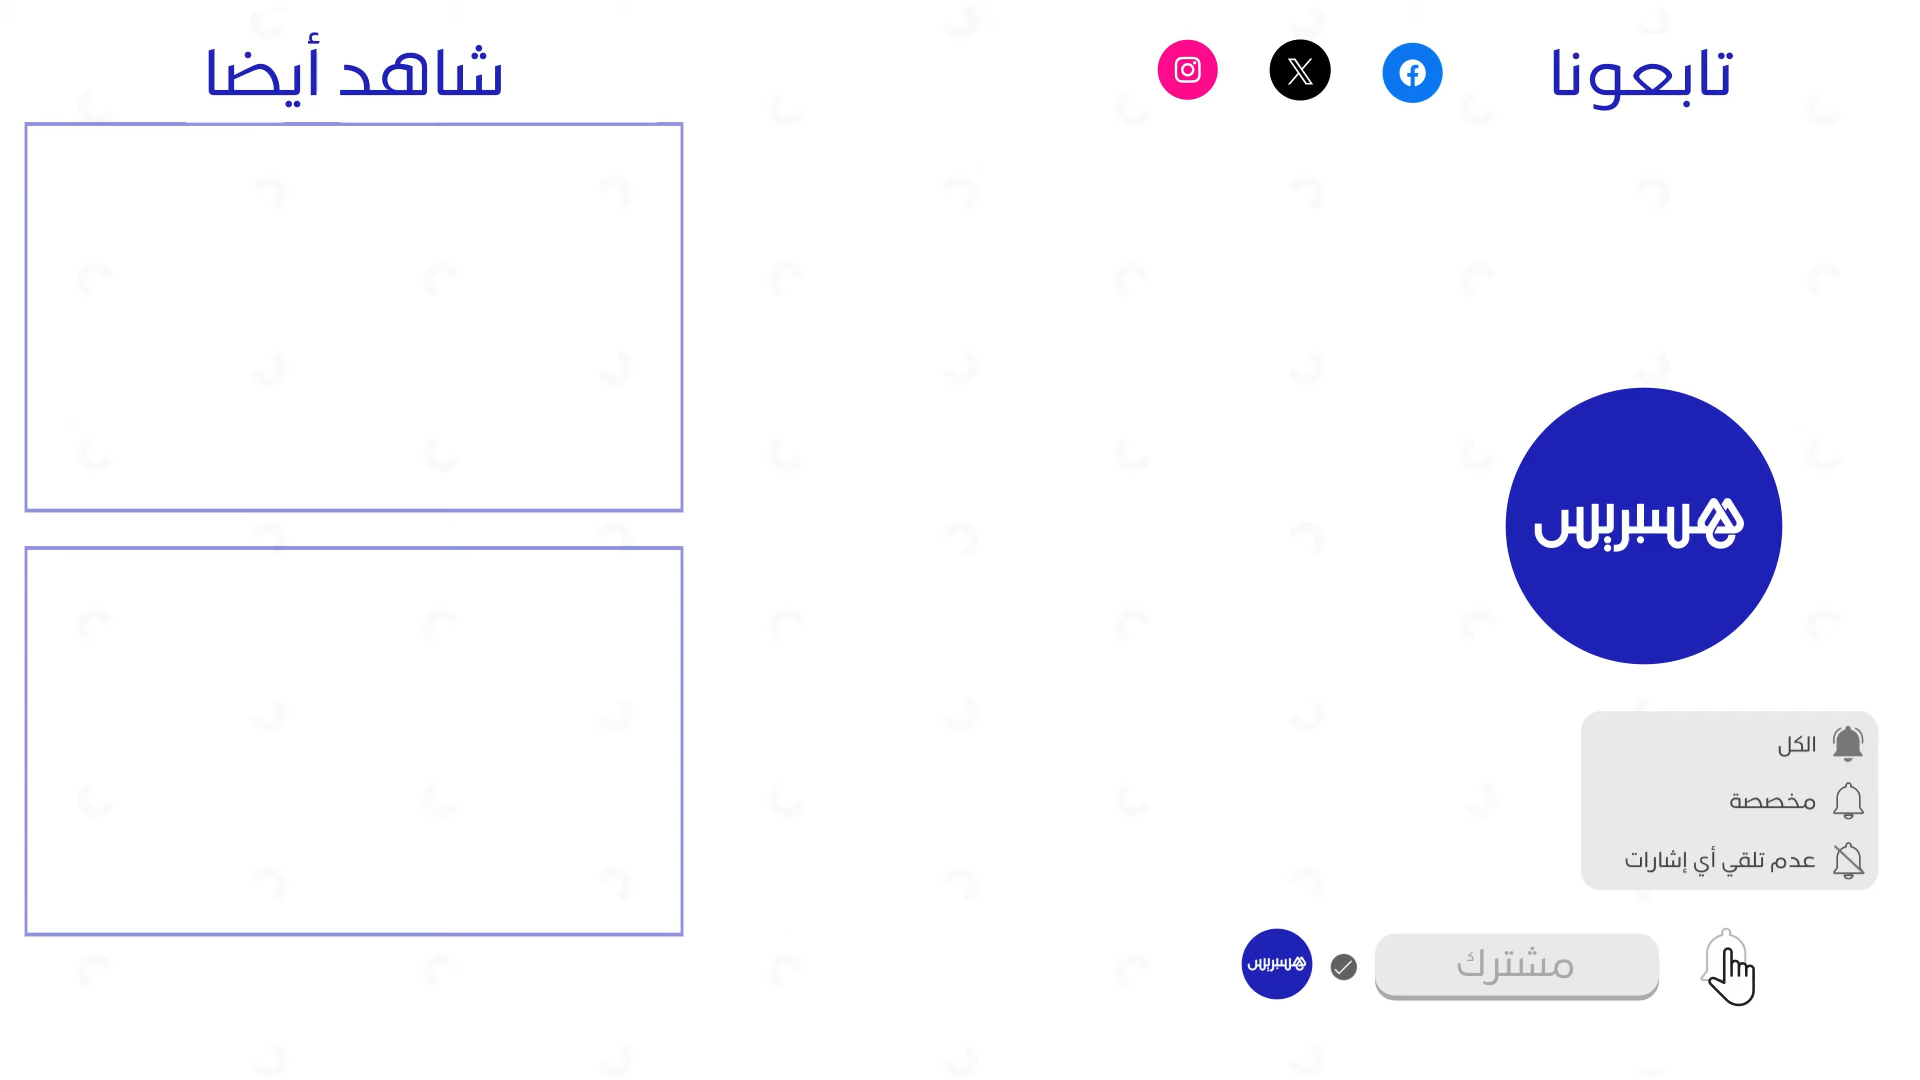 تابعونا
شاهد أيضا
هسبريس
الكل
مخصصة
عدم تلقي أي إشارات
مشترك
هسبريس